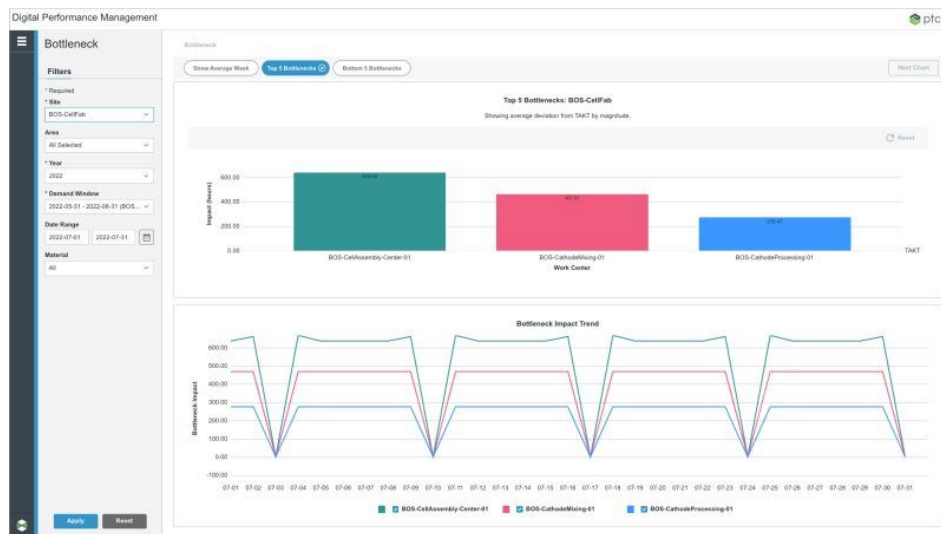 Digital Performance Management
ptc
Bottleneck
Filters
* Required
* Site
BOS-CellFab
Area
All Selected
* Year
2022
* Demand Window
2022-05-31 - 2022-08-31 (BOS...
Date Range
2022-07-01 2022-07-31
Material
All
Apply Reset
Bottleneck
Show Average Week Top 5 Bottlenecks Bottom 5 Bottlenecks Next Chart
Top 5 Bottlenecks: BOS-CellFab
Showing average deviation from TAKT by magnitude.
Reset
Impact (hours)
600.00
400.00
200.00
0.00
TAKT
BOS-CellAssembly-Center-01 BOS-CathodeMixing-01 BOS-CathodeProcessing-01
Work Center
Bottleneck Impact Trend
Bottleneck Impact
600.00
500.00
400.00
300.00
200.00
100.00
0.00
-100.00
07-01 07-02 07-03 07-04 07-05 07-06 07-07 07-08 07-09 07-10 07-11 07-12 07-13 07-14 07-15 07-16 07-17 07-18 07-19 07-20 07-21 07-22 07-23 07-24 07-25 07-26 07-27 07-28 07-29 07-30 07-31
BOS-CellAssembly-Center-01 BOS-CathodeMixing-01 BOS-CathodeProcessing-01